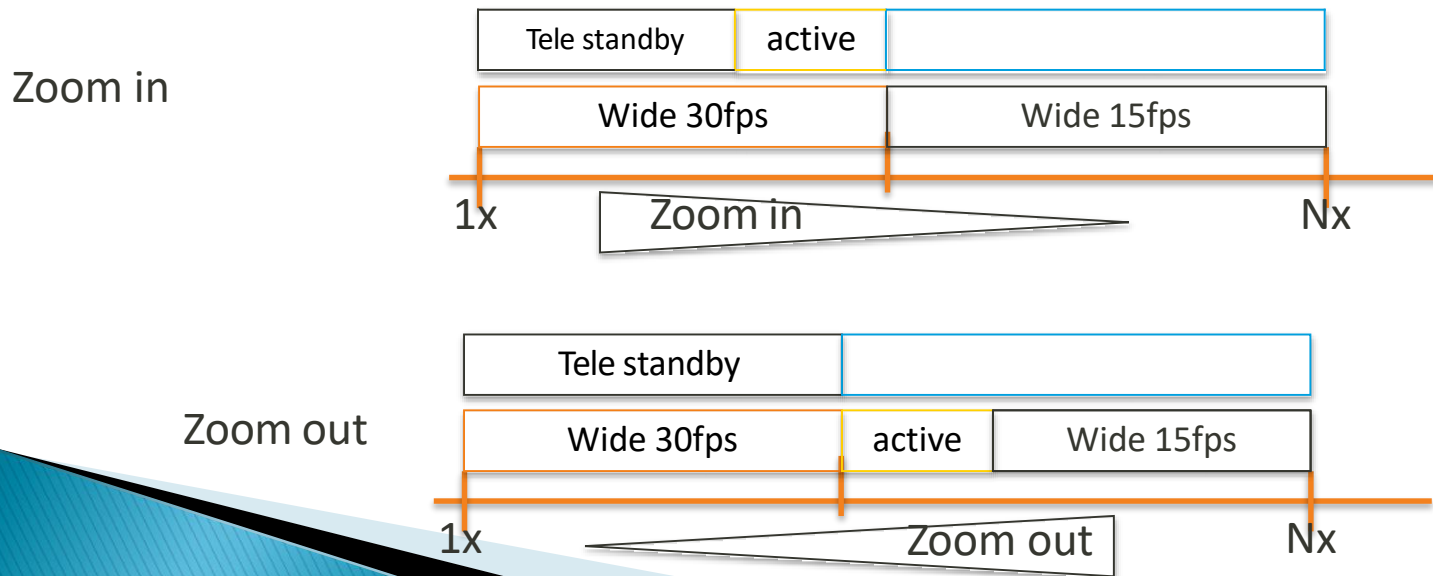 Tele standby
active
Zoom in
Wide 30fps
Wide 15fps
1x
Zoom in
Nx
Tele standby
Zoom out
Wide 30fps
active
Wide 15fps
1x
Zoom out
Nx